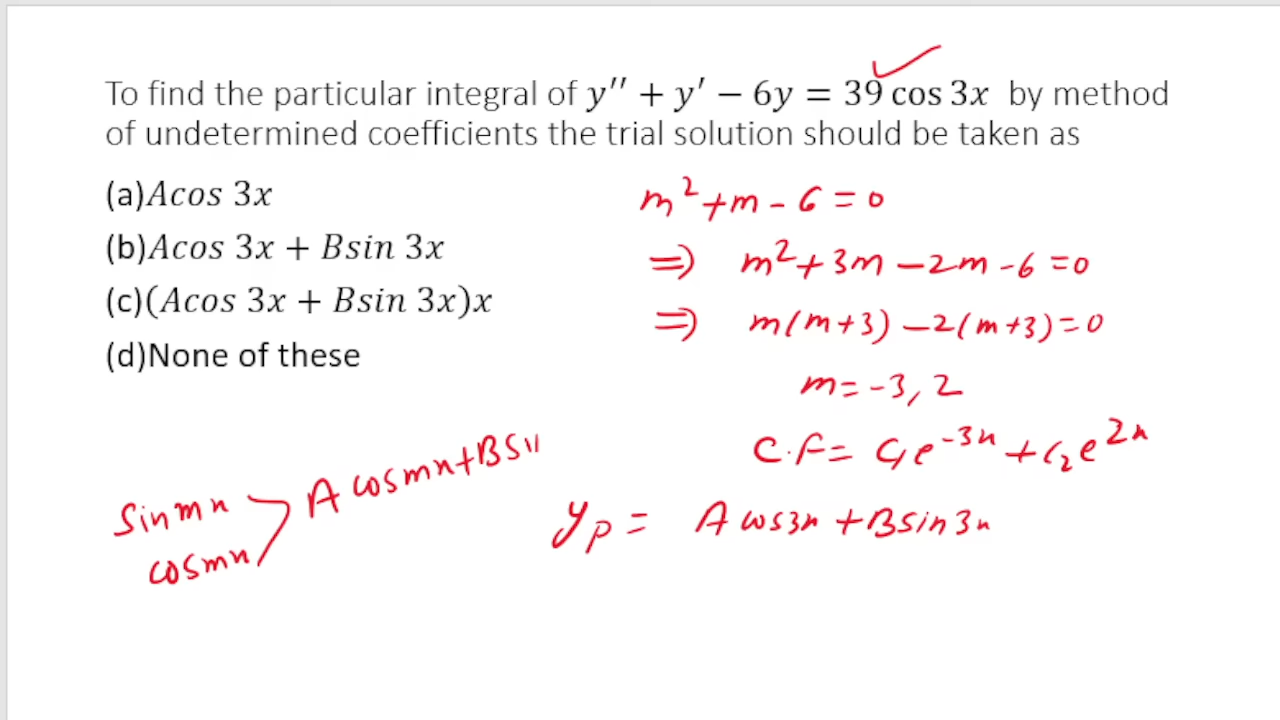 To find the particular integral of y′′ + y′ − 6y = 39 cos 3x by method
of undetermined coefficients the trial solution should be taken as
(a)Acos 3x
(b)Acos 3x + Bsin 3x
(c)(Acos 3x + Bsin 3x)x
(d)None of these
m² + m - 6 = 0
⇒ m² + 3m - 2m - 6 = 0
⇒ m(m+3) - 2(m+3) = 0
m = -3, 2
C.F = C₁e⁻³ˣ + C₂e²ˣ
y_p = A cos3x + B sin3x
sin mx
cos mx
A cos mx + B si